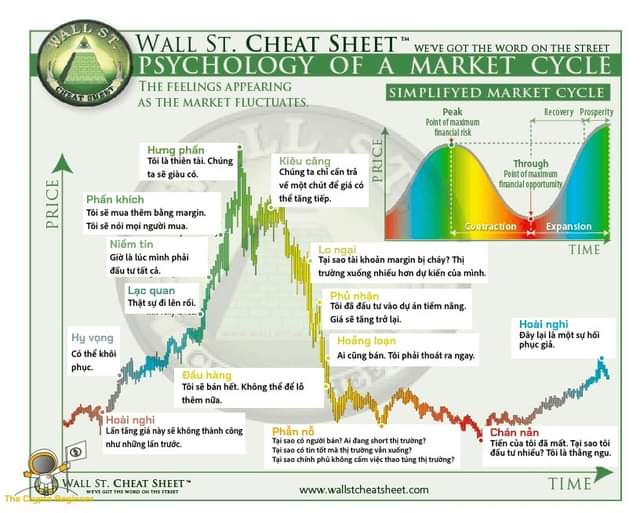 WALL ST. CHEAT SHEET™ WE'VE GOT THE WORD ON THE STREET
PSYCHOLOGY OF A MARKET CYCLE
WALL ST.
CHEAT SHEET
THE FEELINGS APPEARING
AS THE MARKET FLUCTUATES.
SIMPLIFYED MARKET CYCLE
Peak
Point of maximum
financial risk
Recovery Prosperity
PRICE
Through
Point of maximum
financial opportunity
Contraction
Expansion
TIME
PRICE
Hưng phấn
Tôi là thiên tài. Chúng
ta sẽ giàu có.
Kiêu căng
Chúng ta chỉ cần trả
về một chút để giá có
thể tăng tiếp.
Phấn khích
Tôi sẽ mua thêm bằng margin.
Tôi sẽ nói mọi người mua.
Niềm tin
Giờ là lúc mình phải
đầu tư tất cả.
Lo ngại
Tại sao tài khoản margin bị cháy? Thị
trường xuống nhiều hơn dự kiến của mình.
Lạc quan
Thật sự đi lên rồi.
Phủ nhận
Tôi đã đầu tư vào dự án tiềm năng.
Giá sẽ tăng trở lại.
Hy vọng
Có thể khôi
phục.
Hoảng loạn
Ai cũng bán. Tôi phải thoát ra ngay.
Hoài nghi
Đây lại là một sự hồi
phục giả.
Đầu hàng
Tôi sẽ bán hết. Không thể để lỗ
thêm nữa.
Hoài nghi
Lần tăng giá này sẽ không thành công
như những lần trước.
Phẫn nỗ
Tại sao có người bán? Ai đang short thị trường?
Tại sao có tin tốt mà thị trường vẫn xuống?
Tại sao chính phủ không cấm việc thao túng thị trường?
Chán nản
Tiền của tôi đã mất. Tại sao tôi
đầu tư nhiều? Tôi là thằng ngu.
WALL ST. CHEAT SHEET™
WE'VE GOT THE WORD ON THE STREET
The Crypto Beginner
www.wallstcheatsheet.com
TIME